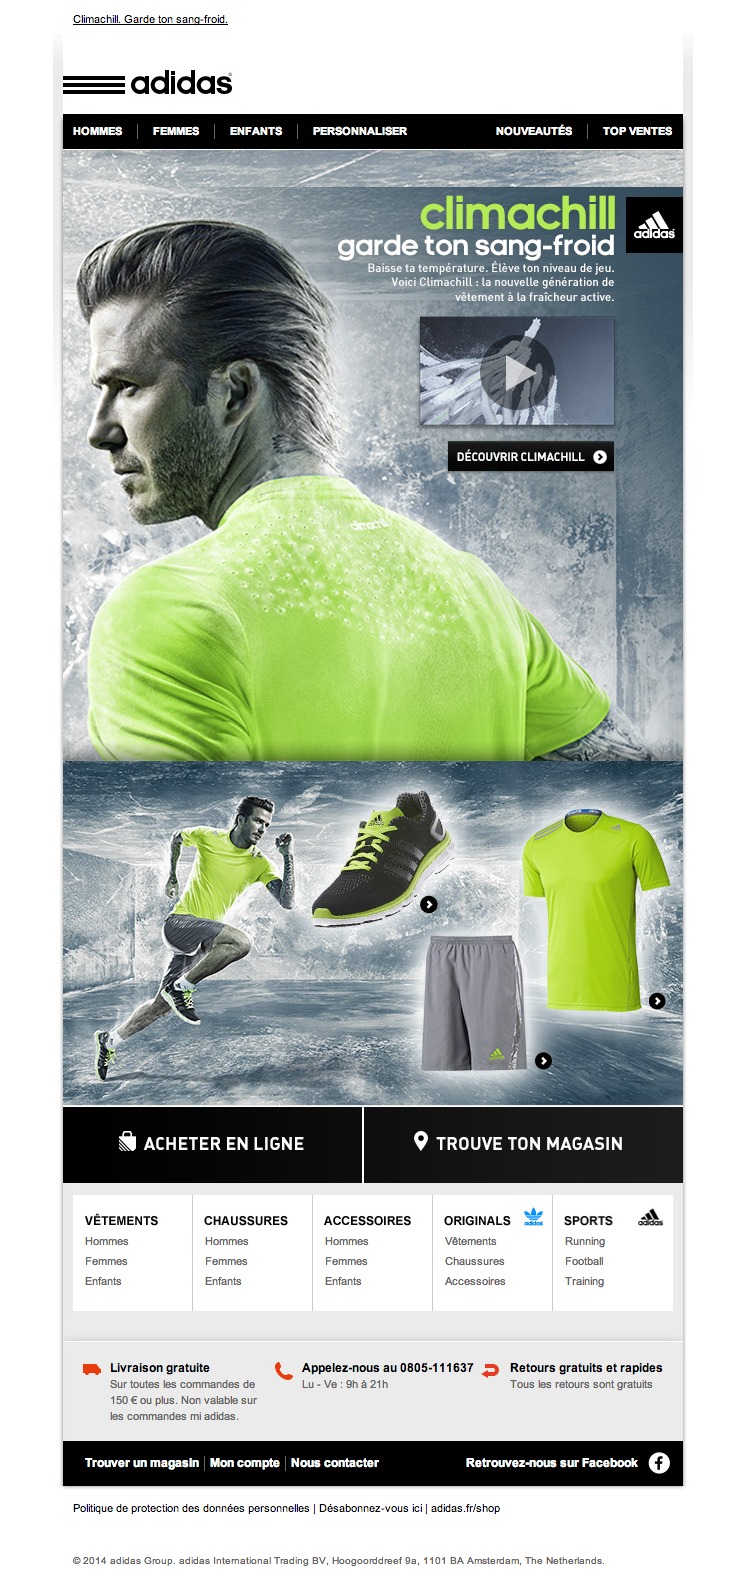 Climachill. Garde ton sang-froid.
adidas
HOMMES | FEMMES | ENFANTS | PERSONNALISER NOUVEAUTÉS | TOP VENTES
climachill
adidas
garde ton sang-froid
Baisse ta température. Élève ton niveau de jeu.
Voici Climachill : la nouvelle génération de
vêtement à la fraîcheur active.
DÉCOUVRIR CLIMACHILL
climachill
ACHETER EN LIGNE
TROUVE TON MAGASIN
VÊTEMENTS
Hommes
Femmes
Enfants
CHAUSSURES
Hommes
Femmes
Enfants
ACCESSOIRES
Hommes
Femmes
Enfants
ORIGINALS adidas
Vêtements
Chaussures
Accessoires
SPORTS adidas
Running
Football
Training
Livraison gratuite
Sur toutes les commandes de
150 € ou plus. Non valable sur
les commandes mi adidas.
Appelez-nous au 0805-111637
Lu - Ve : 9h à 21h
Retours gratuits et rapides
Tous les retours sont gratuits
Trouver un magasin | Mon compte | Nous contacter
Retrouvez-nous sur Facebook
Politique de protection des données personnelles | Désabonnez-vous ici | adidas.fr/shop
© 2014 adidas Group. adidas International Trading BV, Hoogoorddreef 9a, 1101 BA Amsterdam, The Netherlands.